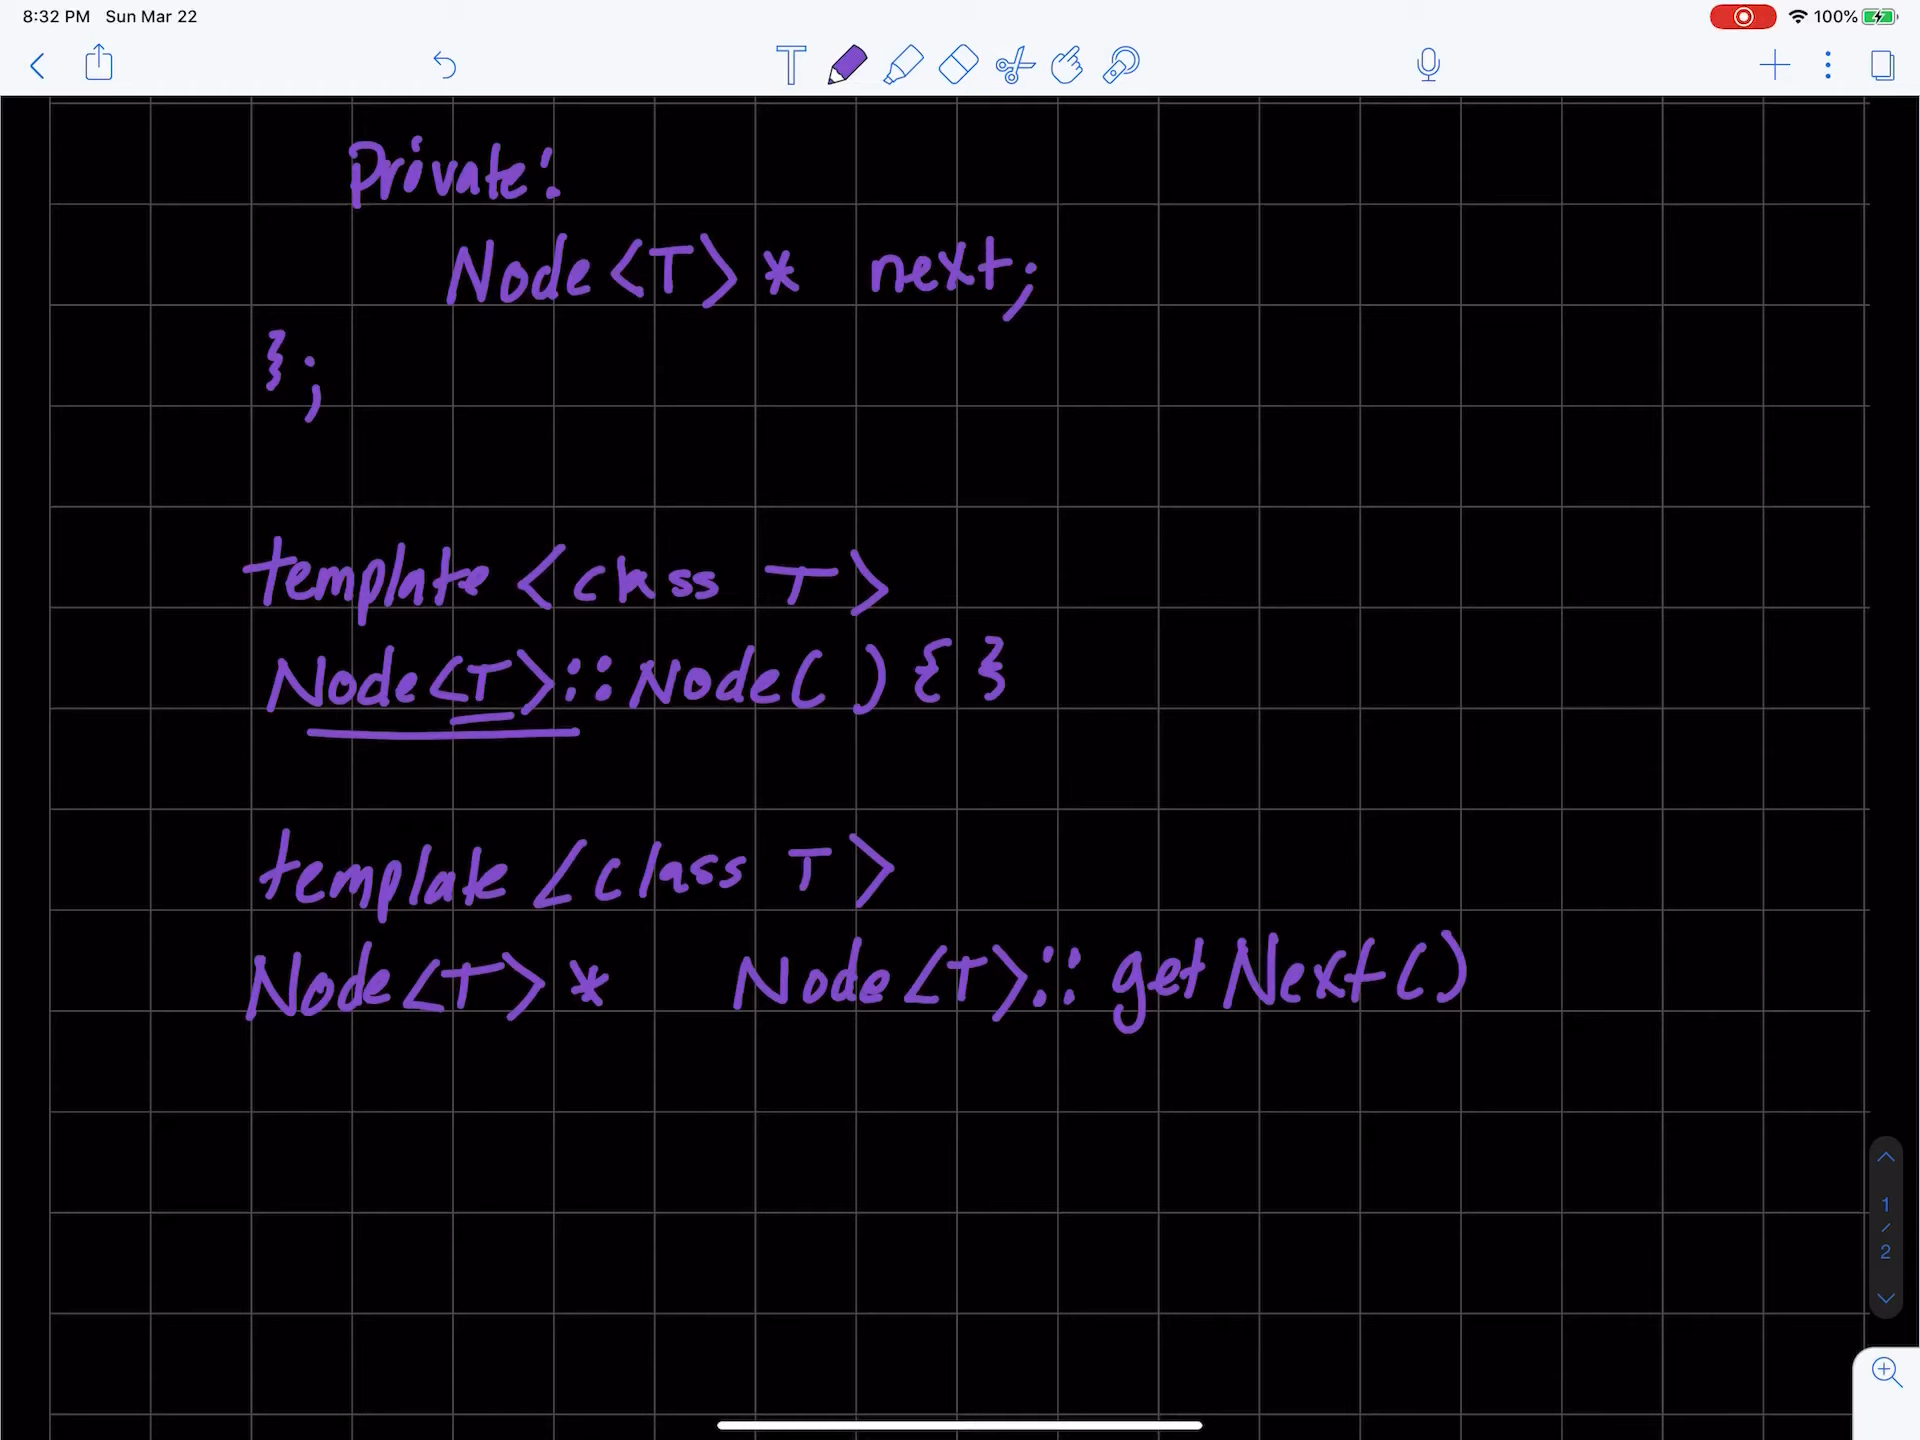 8:32 PM Sun Mar 22
100%
Private:
Node<T>* next;
};
template <class T>
Node<T>::Node( ) { }
template <class T>
Node<T>* Node<T>::getNext()
1
/
2